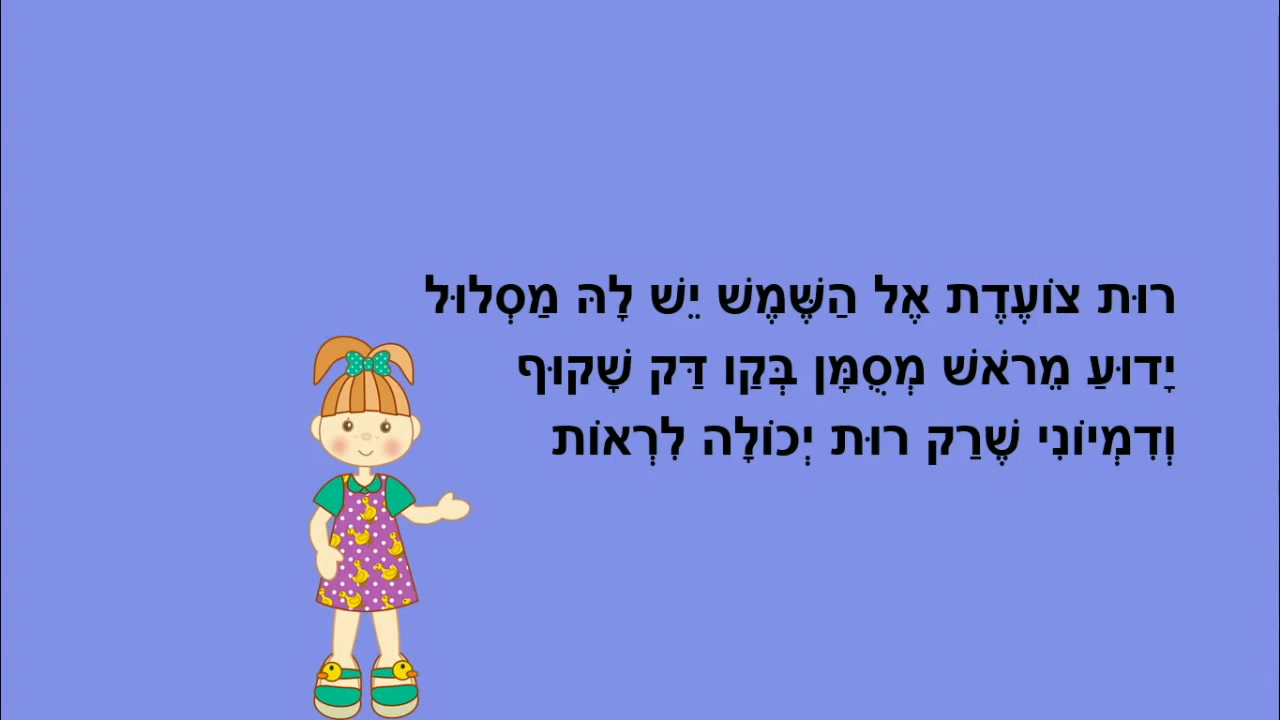 רוּת צוֹעֶדֶת אֶל הַשֶּׁמֶשׁ יֵשׁ לָהּ מַסְלוּל
יָדוּעַ מֵרֹאשׁ מְסֻמָּן בְּקַו דַּק שָׁקוּף
וְדִמְיוֹנִי שֶׁרַק רוּת יְכוֹלָה לִרְאוֹת